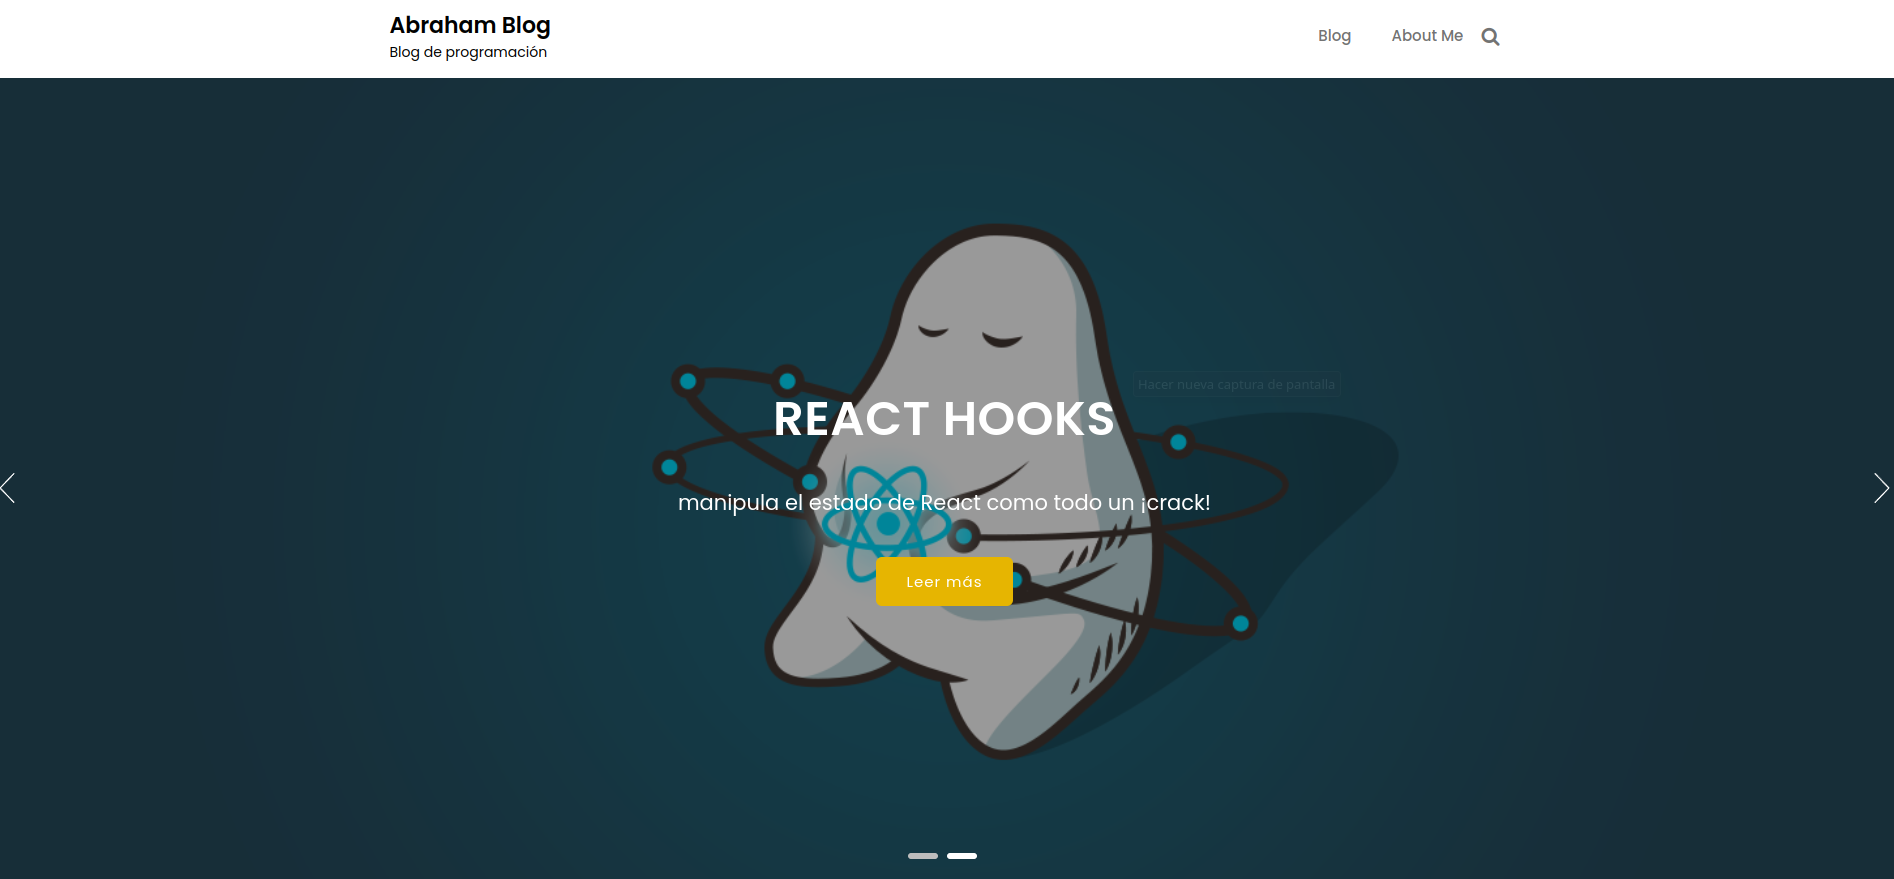 Abraham Blog
Blog de programación
Blog
About Me
Hacer nueva captura de pantalla
REACT HOOKS
manipula el estado de React como todo un ¡crack!
Leer más